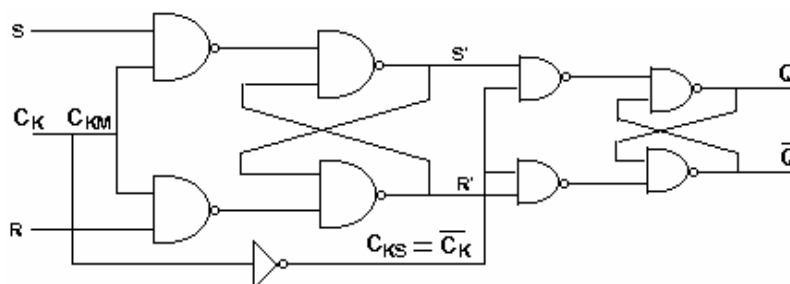 S
S'
Q
C_K C_KM
Q̅
R'
R
C_KS = C̅_K̅